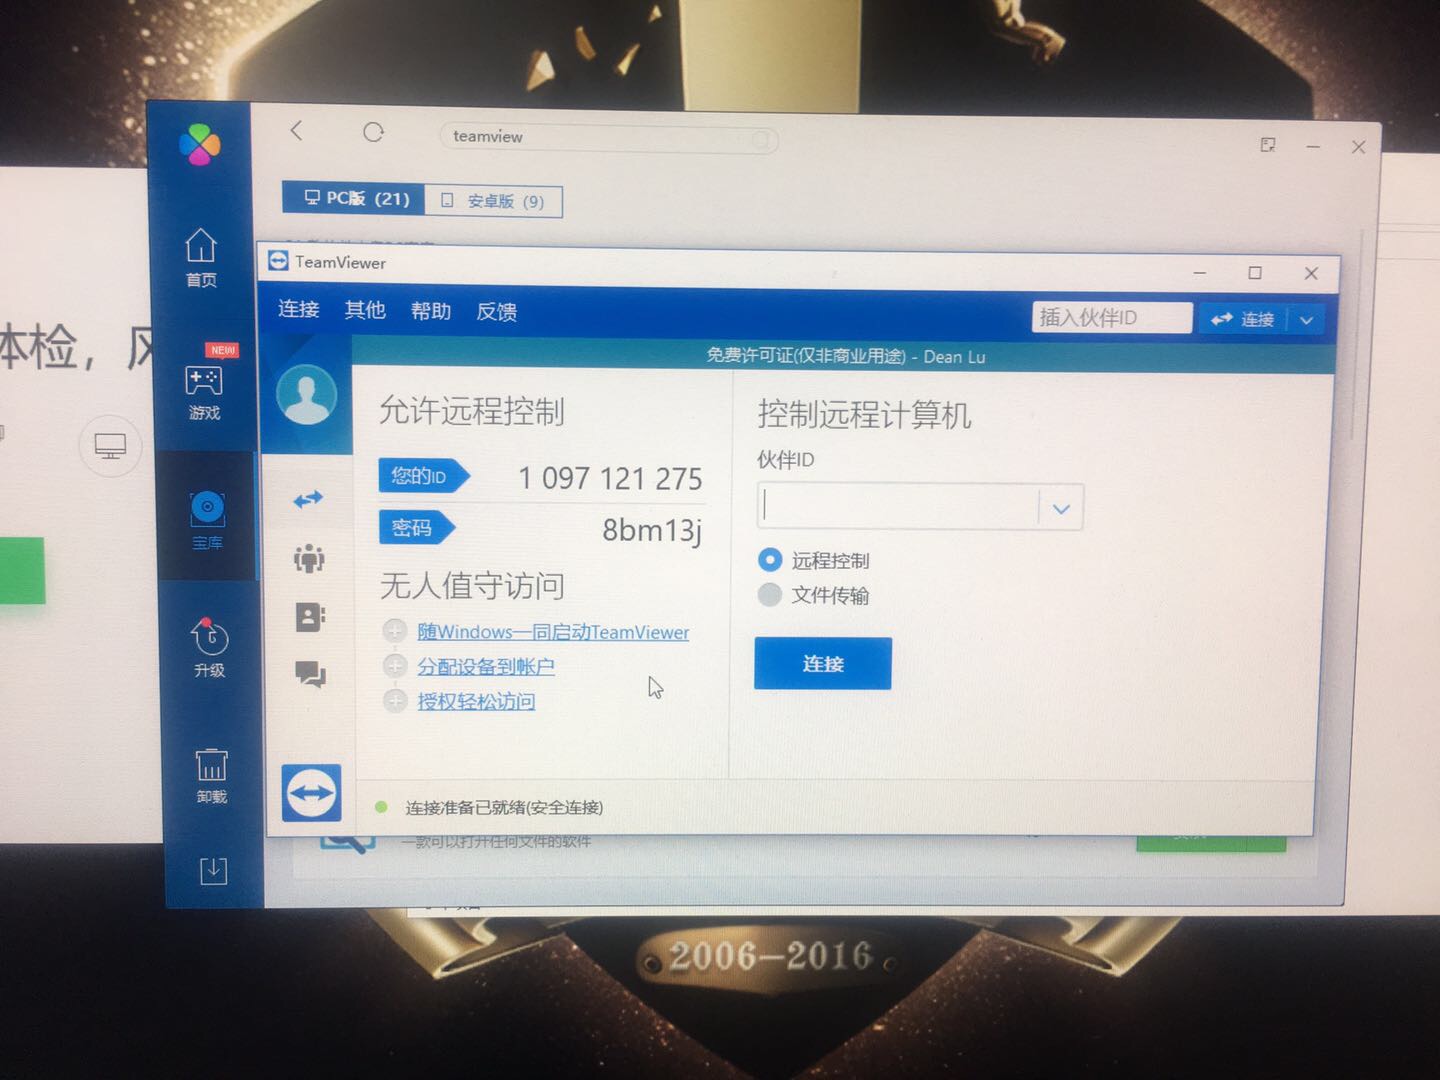 teamview
PC版 (21)
安卓版 (9)
体检，风
首页
NEW
游戏
宝库
升级
卸载
TeamViewer
连接 其他 帮助 反馈
插入伙伴ID
连接
免费许可证(仅非商业用途) - Dean Lu
允许远程控制
您的ID 1 097 121 275
密码 8bm13j
无人值守访问
随Windows一同启动TeamViewer
分配设备到帐户
授权轻松访问
控制远程计算机
伙伴ID
远程控制
文件传输
连接
连接准备已就绪(安全连接)
一款可以打开任何文件的软件
2006—2016